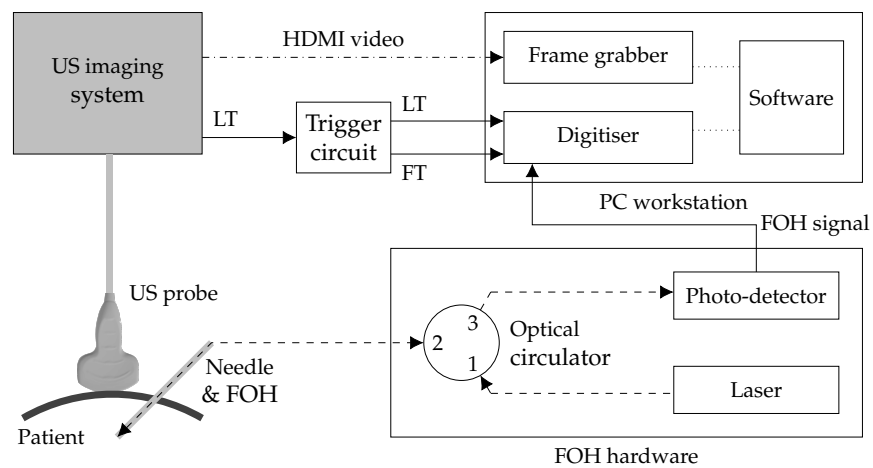 HDMI video
US imaging
system
Frame grabber
Software
LT
Trigger
circuit
LT
FT
Digitiser
PC workstation
FOH signal
US probe
Photo-detector
3
2
1
Optical
circulator
Needle
& FOH
Laser
Patient
FOH hardware